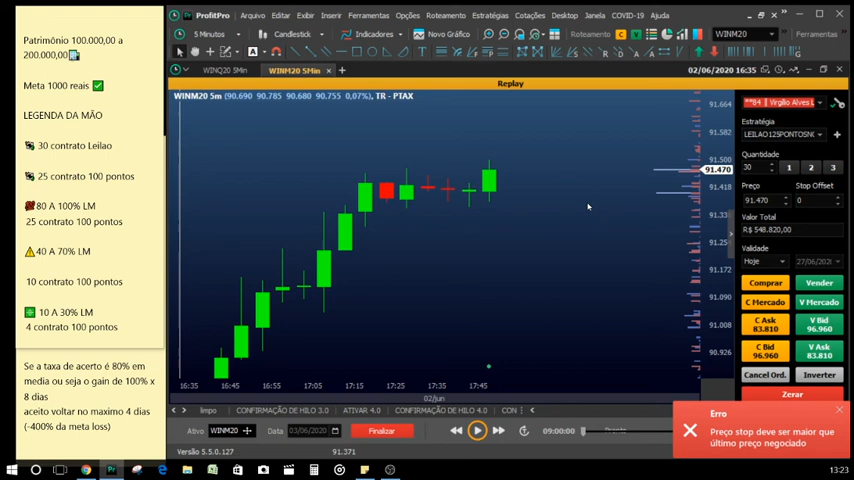 Patrimônio 100.000,00 a
200.000,00
Meta 1000 reais
LEGENDA DA MÃO
30 contrato Leilao
25 contrato 100 pontos
80 A 100% LM
25 contrato 100 pontos
40 A 70% LM
10 contrato 100 pontos
10 A 30% LM
4 contrato 100 pontos
Se a taxa de acerto é 80% em
media ou seja o gain de 100% x
8 dias
aceito voltar no maximo 4 dias
(-400% da meta loss)
ProfitPro Arquivo Editar Exibir Inserir Ferramentas Opções Roteamento Estratégias Cotações Desktop Janela COVID-19 Ajuda
5 Minutos Candlestick Indicadores Novo Gráfico Roteamento C V WINM20 Ferramentas
A
WINQ20 5Min WINM20 5Min 02/06/2020 16:35
Replay
WINM20 5m (90.690 90.785 90.680 90.755 0,07%), TR - PTAX
91.664
91.582
91.500
91.470
91.418
91.33
91.254
91.172
91.090
91.008
90.926
16:35 16:45 16:55 17:05 17:15 17:25 17:35 17:45
02/jun
limpo CONFIRMAÇÃO DE HILO 3.0 ATIVAR 4.0 CONFIRMAÇÃO DE HILO 4.0 CON
Ativo WINM20 Data 03/06/2020 Finalizar 09:00:00
Versão 5.5.0.127 91.371
**84 Virgílio Alves L
Estratégia
LEILAO125PONTOSN
Quantidade
30 1 2 3
Preço Stop Offset
91.470 0
Valor Total
R$ 548.820,00
Validade
Hoje 27/06/2020
Comprar Vender
C Mercado V Mercado
C Ask V Bid
83.810 96.960
C Bid V Ask
96.960 83.810
Cancel Ord. Inverter
Zerar
Erro
Preço stop deve ser maior que
último preço negociado
13:23